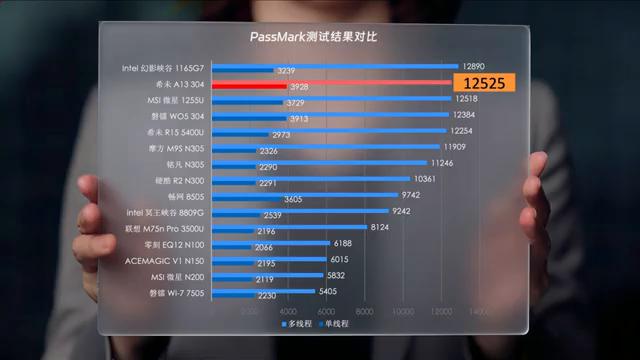 PassMark测试结果对比
Intel 幻影峡谷 1165G7 12890 3239
希未 A13 304 12525 3928
MSI 微星 1255U 12518 3729
磐镭 WO5 304 12384 3913
希未 R15 5400U 12254 2973
摩方 M9S N305 11909 2326
铭凡 N305 11246 2290
硬酷 R2 N300 10361 2291
畅网 8505 9742 3605
Intel 冥王峡谷 8809G 9242 2539
联想 M75n Pro 3500U 8124 2196
零刻 EQ12 N100 6188 2066
ACEMAGIC V1 N150 6015 2195
MSI 微星 N200 5832 2119
磐镭 Wi-7 7505 5405 2230
2000 4000 6000 8000 10000 12000 14000
多线程 单线程